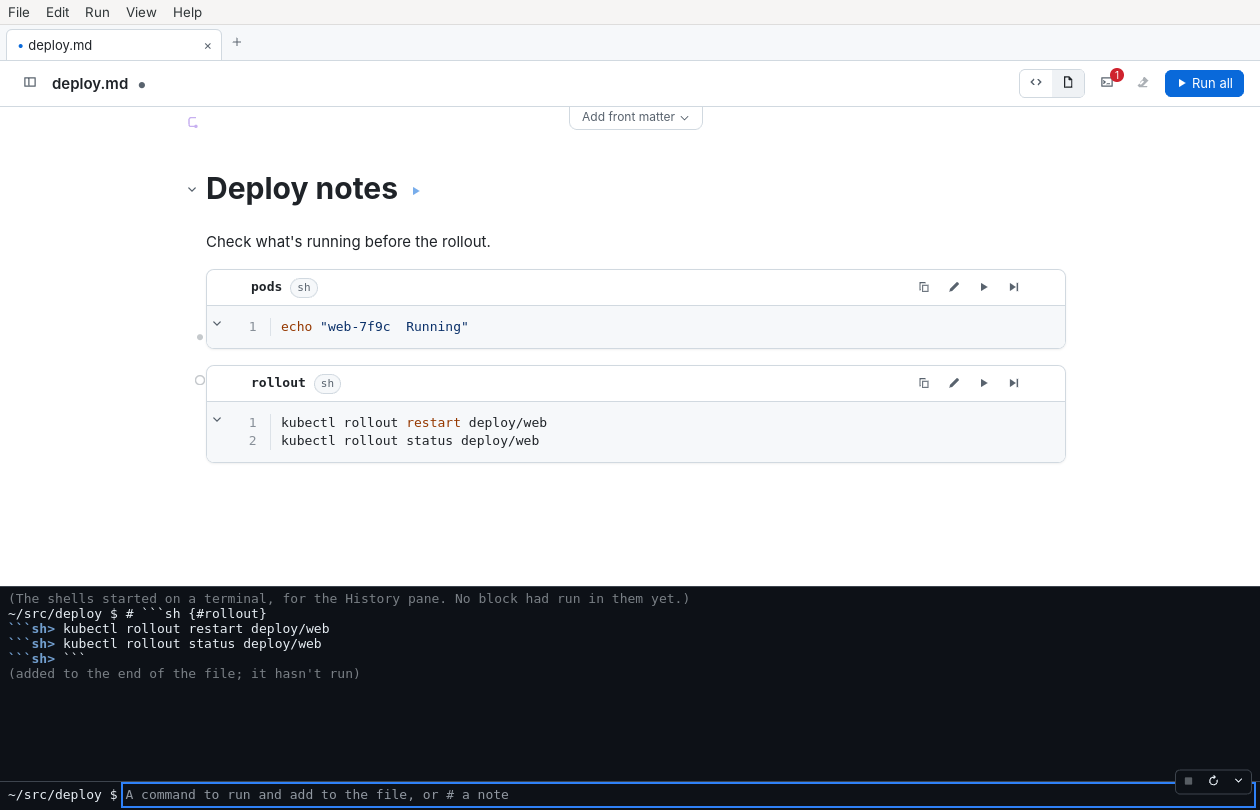 File Edit Run View Help
• deploy.md × +
deploy.md ● 1 Run all
Add front matter
Deploy notes
Check what's running before the rollout.
pods sh
1 echo "web-7f9c  Running"
rollout sh
1 kubectl rollout restart deploy/web
2 kubectl rollout status deploy/web
(The shells started on a terminal, for the History pane. No block had run in them yet.)
~/src/deploy $ # ```sh {#rollout}
```sh> kubectl rollout restart deploy/web
```sh> kubectl rollout status deploy/web
```sh> ```
(added to the end of the file; it hasn't run)
~/src/deploy $ A command to run and add to the file, or # a note